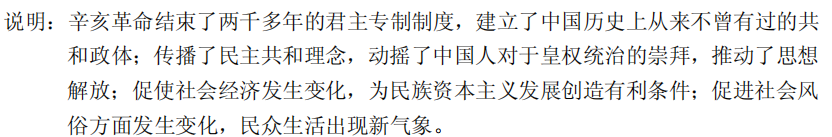 说明：辛亥革命结束了两千多年的君主专制制度，建立了中国历史上从来不曾有过的共
和政体；传播了民主共和理念，动摇了中国人对于皇权统治的崇拜，推动了思想
解放；促使社会经济发生变化，为民族资本主义发展创造有利条件；促进社会风
俗方面发生变化，民众生活出现新气象。